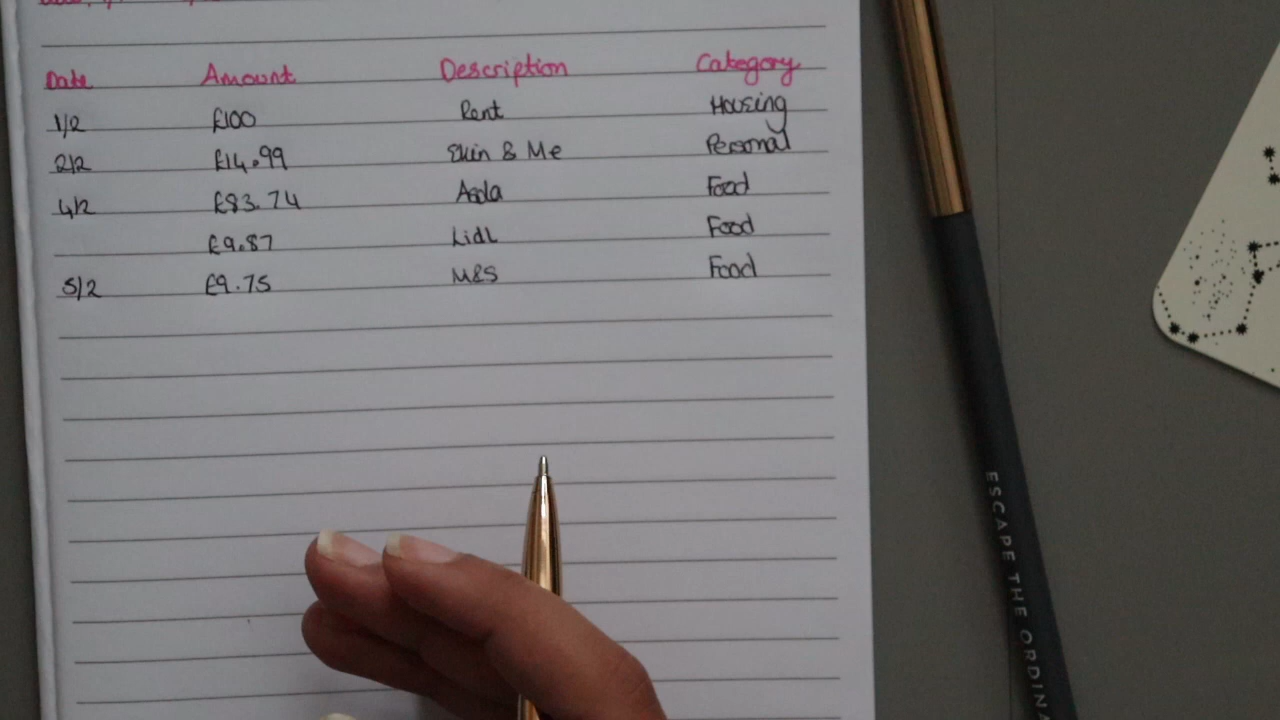 Date Amount Description Category
1/2 £100 Rent Housing
2/2 £14.99 Skin & Me Personal
4/2 £83.74 Asda Food
£9.87 Lidl Food
5/2 £9.75 M&S Food
ESCAPE THE ORDINA